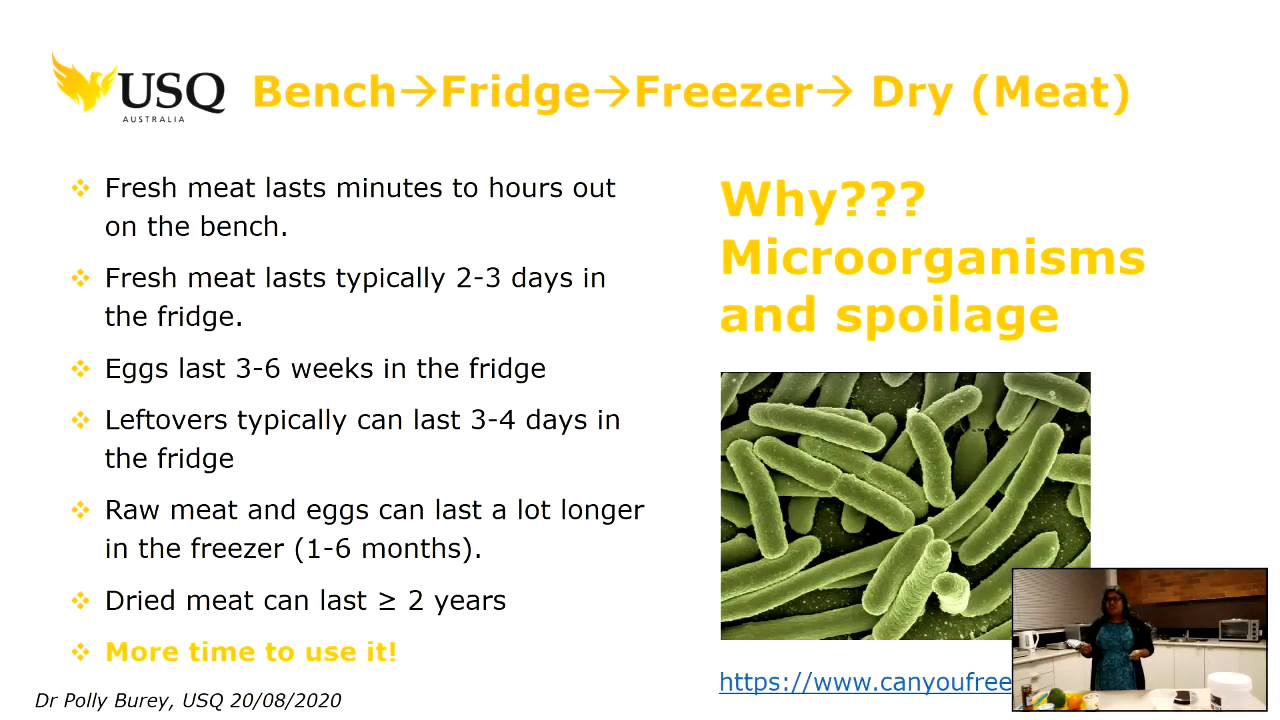 USQ
AUSTRALIA
Bench→Fridge→Freezer→ Dry (Meat)
❖ Fresh meat lasts minutes to hours out
on the bench.
❖ Fresh meat lasts typically 2-3 days in
the fridge.
❖ Eggs last 3-6 weeks in the fridge
❖ Leftovers typically can last 3-4 days in
the fridge
❖ Raw meat and eggs can last a lot longer
in the freezer (1-6 months).
❖ Dried meat can last ≥ 2 years
❖ More time to use it!
Why???
Microorganisms
and spoilage
https://www.canyoufree
Dr Polly Burey, USQ 20/08/2020